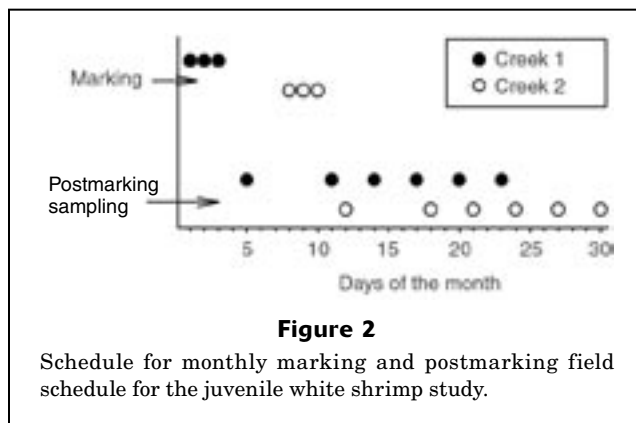 Creek 1
Marking
Creek 2
Postmarking
sampling
5 10 15 20 25 30
Days of the month
Figure 2
Schedule for monthly marking and postmarking field
schedule for the juvenile white shrimp study.